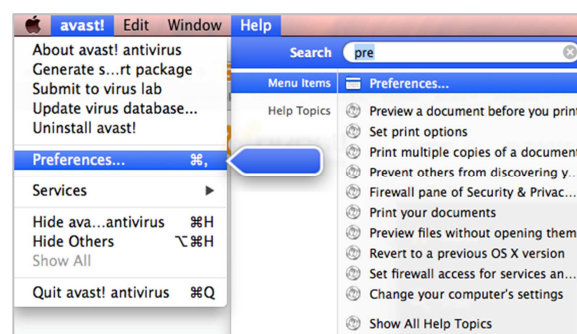 avast! Edit Window Help
About avast! antivirus
Generate s...rt package
Submit to virus lab
Update virus database...
Uninstall avast!
Preferences... ⌘,
Services ▶
Hide ava...antivirus ⌘H
Hide Others ⌥⌘H
Show All
Quit avast! antivirus ⌘Q
Search pre
Menu Items Preferences...
Help Topics Preview a document before you print
Set print options
Print multiple copies of a document
Prevent others from discovering y...
Firewall pane of Security & Privac...
Print your documents
Preview files without opening them
Revert to a previous OS X version
Set firewall access for services an...
Change your computer's settings
Show All Help Topics